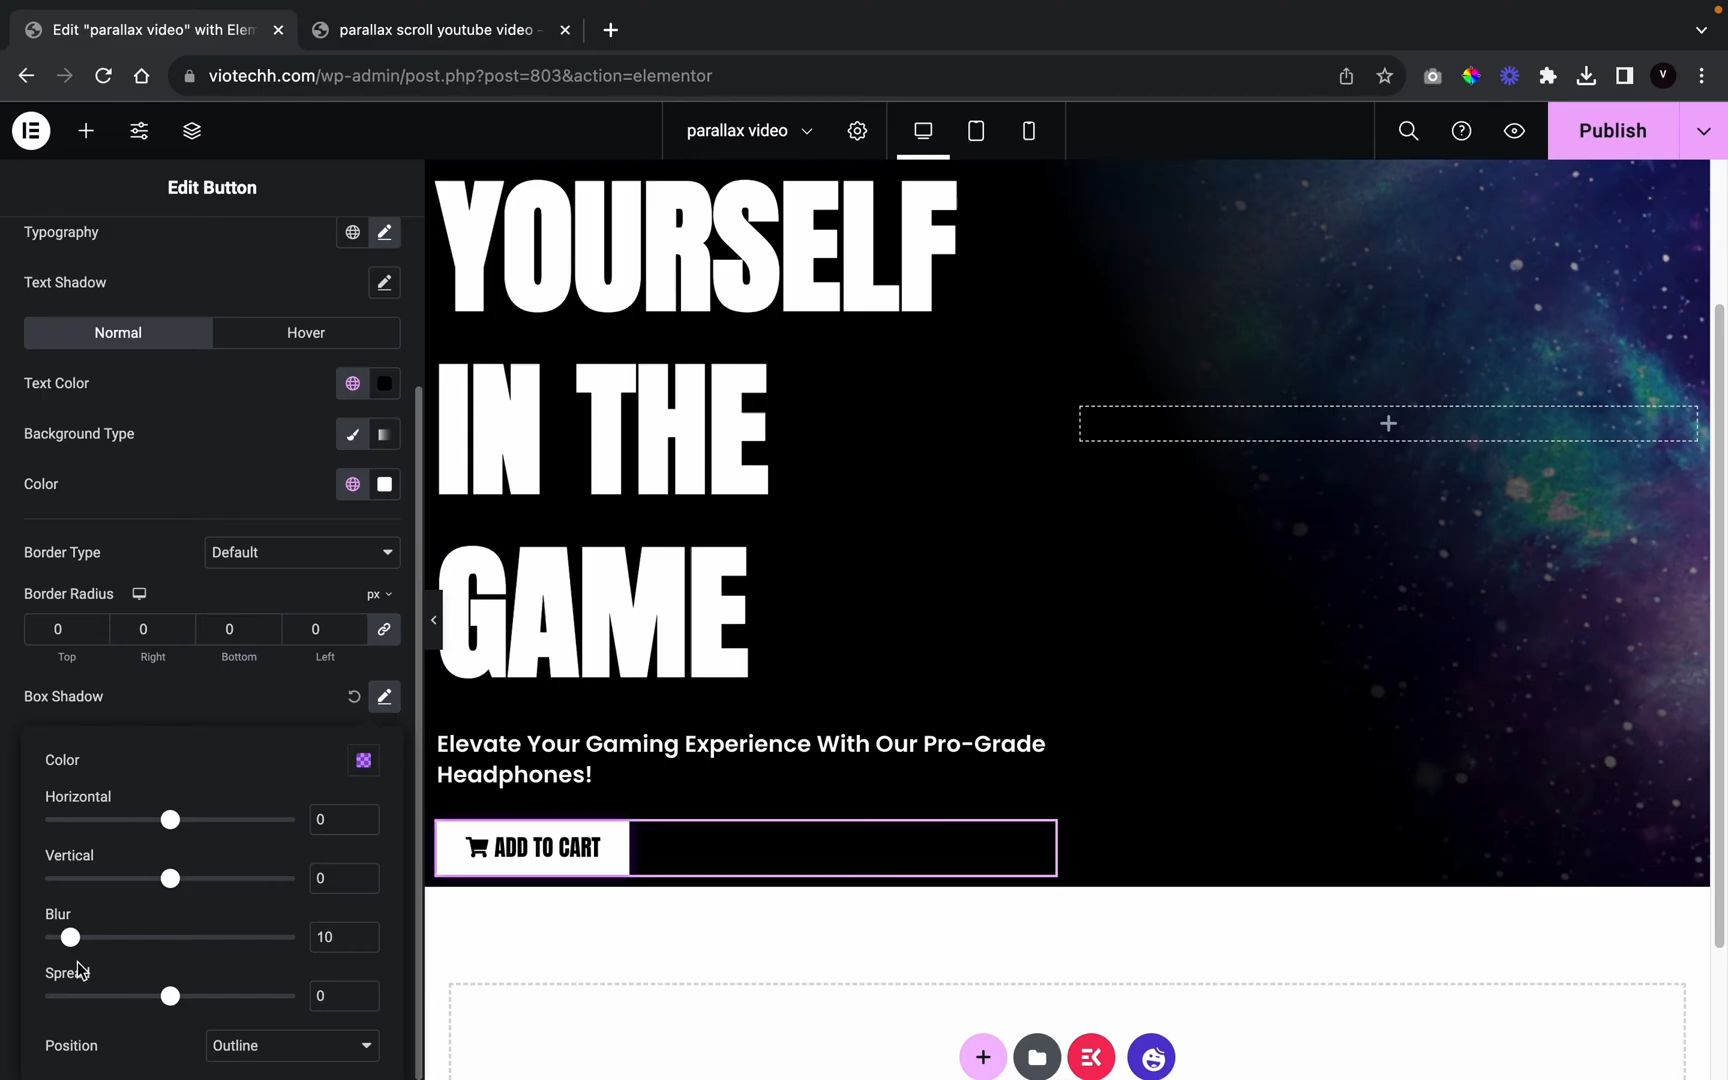 Edit "parallax video" with Elem
parallax scroll youtube video -
viotechh.com/wp-admin/post.php?post=803&action=elementor
V
parallax video
Publish
Edit Button
Typography
Text Shadow
Normal
Hover
Text Color
Background Type
Color
Border Type
Default
Border Radius
px
0
0
0
0
Top
Right
Bottom
Left
Box Shadow
Color
Horizontal
0
Vertical
0
Blur
10
Spread
0
Position
Outline
YOURSELF
IN THE
GAME
Elevate Your Gaming Experience With Our Pro-Grade
Headphones!
ADD TO CART